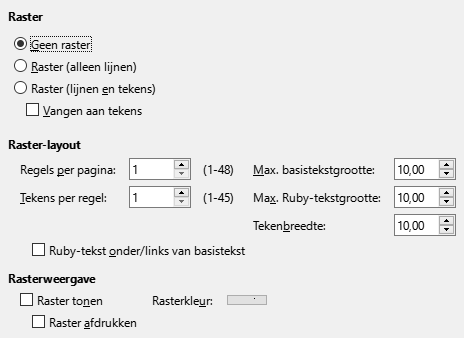 Raster
Geen raster
Raster (alleen lijnen)
Raster (lijnen en tekens)
Vangen aan tekens
Raster-layout
Regels per pagina: 1 (1-48) Max. basistekstgrootte: 10,00
Tekens per regel: 1 (1-45) Max. Ruby-tekstgrootte: 10,00
Tekenbreedte: 10,00
Ruby-tekst onder/links van basistekst
Rasterweergave
Raster tonen Rasterkleur:
Raster afdrukken